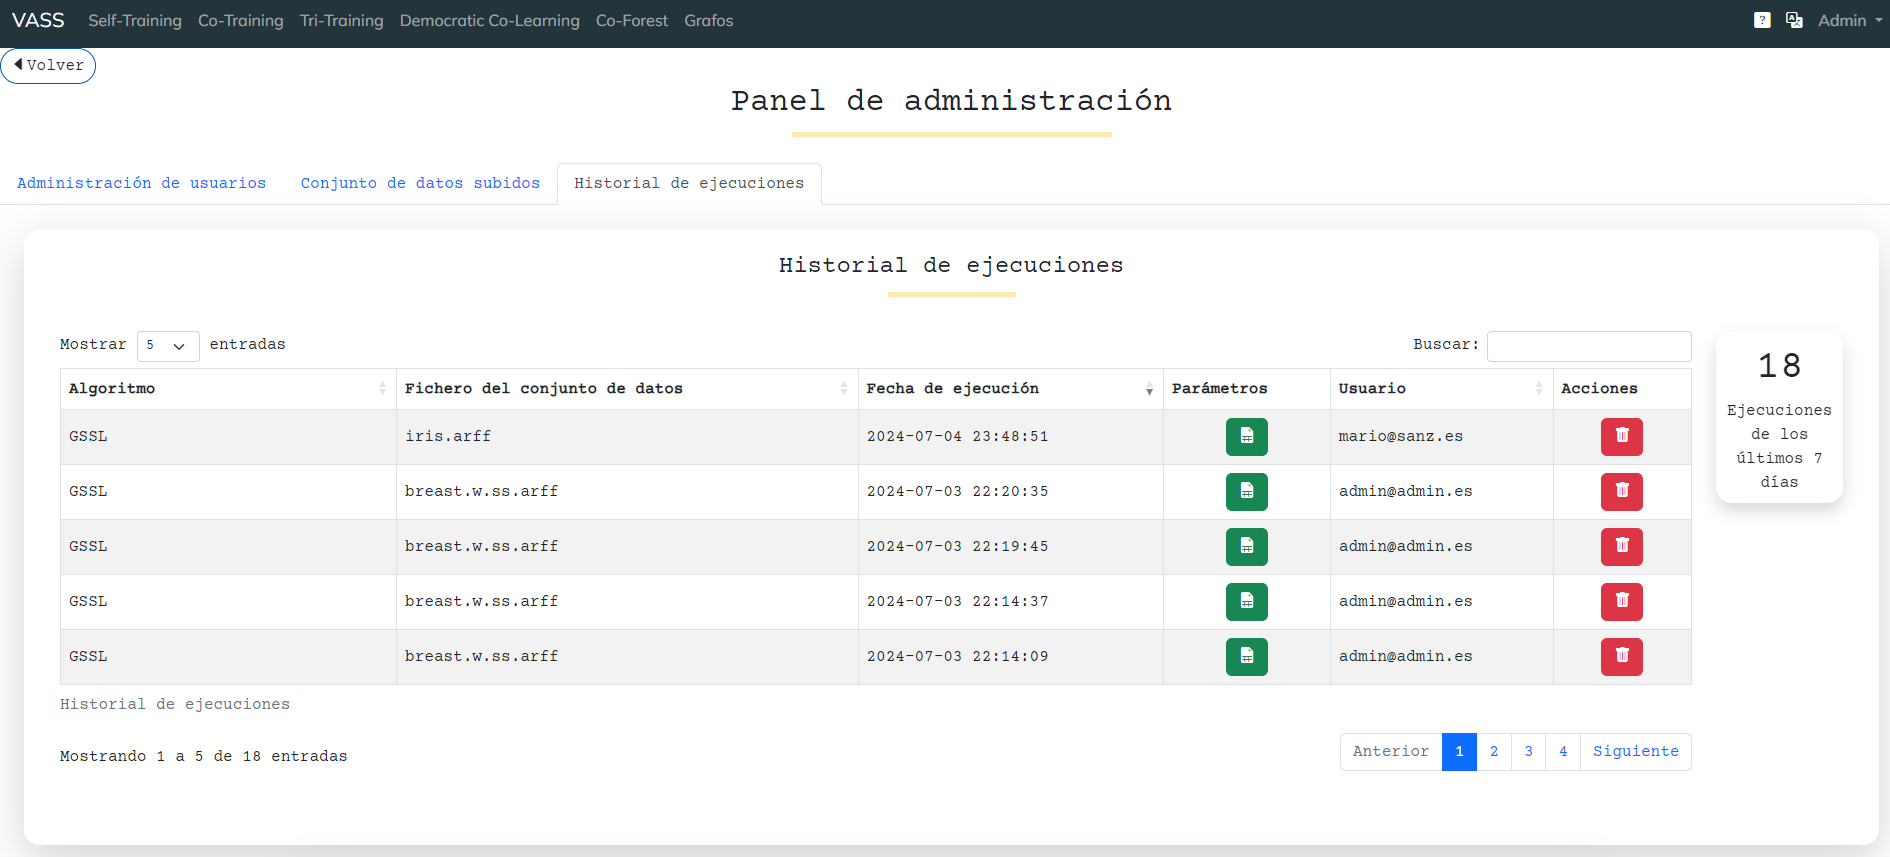 VASS Self-Training Co-Training Tri-Training Democratic Co-Learning Co-Forest Grafos ? Admin
Volver
Panel de administración
Administración de usuarios Conjunto de datos subidos Historial de ejecuciones
Historial de ejecuciones
Mostrar 5 entradas Buscar:
Algoritmo Fichero del conjunto de datos Fecha de ejecución Parámetros Usuario Acciones
GSSL iris.arff 2024-07-04 23:48:51 mario@sanz.es
GSSL breast.w.ss.arff 2024-07-03 22:20:35 admin@admin.es
GSSL breast.w.ss.arff 2024-07-03 22:19:45 admin@admin.es
GSSL breast.w.ss.arff 2024-07-03 22:14:37 admin@admin.es
GSSL breast.w.ss.arff 2024-07-03 22:14:09 admin@admin.es
Historial de ejecuciones
Mostrando 1 a 5 de 18 entradas
Anterior 1 2 3 4 Siguiente
18
Ejecuciones
de los
últimos 7
días